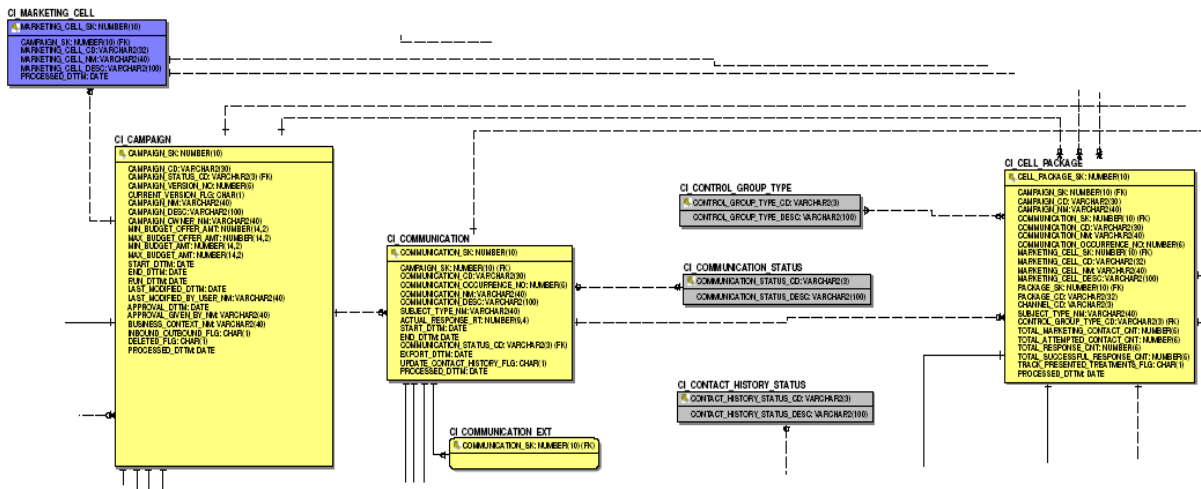 CI_MARKETING_CELL
MARKETING_CELL_SK: NUMBER(10)
CAMPAIGN_SK: NUMBER(10) (FK)
MARKETING_CELL_CD: VARCHAR2(32)
MARKETING_CELL_NM: VARCHAR2(40)
MARKETING_CELL_DESC: VARCHAR2(100)
PROCESSED_DTTM: DATE
CI_CAMPAIGN
CAMPAIGN_SK: NUMBER(10)
CAMPAIGN_CD: VARCHAR2(30)
CAMPAIGN_STATUS_CD: VARCHAR2(3) (FK)
CAMPAIGN_VERSION_NO: NUMBER(6)
CURRENT_VERSION_FLG: CHAR(1)
CAMPAIGN_NM: VARCHAR2(40)
CAMPAIGN_DESC: VARCHAR2(100)
CAMPAIGN_OWNER_NM: VARCHAR2(40)
MIN_BUDGET_OFFER_AMT: NUMBER(14,2)
MAX_BUDGET_OFFER_AMT: NUMBER(14,2)
MIN_BUDGET_AMT: NUMBER(14,2)
MAX_BUDGET_AMT: NUMBER(14,2)
START_DTTM: DATE
END_DTTM: DATE
RUN_DTTM: DATE
LAST_MODIFIED_DTTM: DATE
LAST_MODIFIED_BY_USER_NM: VARCHAR2(40)
APPROVAL_DTTM: DATE
APPROVAL_GIVEN_BY_NM: VARCHAR2(40)
BUSINESS_CONTEXT_NM: VARCHAR2(40)
INBOUND_OUTBOUND_FLG: CHAR(1)
DELETED_FLG: CHAR(1)
PROCESSED_DTTM: DATE
CI_COMMUNICATION
COMMUNICATION_SK: NUMBER(10)
CAMPAIGN_SK: NUMBER(10) (FK)
COMMUNICATION_CD: VARCHAR2(30)
COMMUNICATION_OCCURRENCE_NO: NUMBER(6)
COMMUNICATION_NM: VARCHAR2(40)
COMMUNICATION_DESC: VARCHAR2(100)
SUBJECT_TYPE_NM: VARCHAR2(40)
ACTUAL_RESPONSE_RT: NUMBER(9,4)
START_DTTM: DATE
END_DTTM: DATE
COMMUNICATION_STATUS_CD: VARCHAR2(3) (FK)
EXPORT_DTTM: DATE
UPDATE_CONTACT_HISTORY_FLG: CHAR(1)
PROCESSED_DTTM: DATE
CI_COMMUNICATION_EXT
COMMUNICATION_SK: NUMBER(10) (FK)
CI_CONTROL_GROUP_TYPE
CONTROL_GROUP_TYPE_CD: VARCHAR2(3)
CONTROL_GROUP_TYPE_DESC: VARCHAR2(100)
CI_COMMUNICATION_STATUS
COMMUNICATION_STATUS_CD: VARCHAR2(3)
COMMUNICATION_STATUS_DESC: VARCHAR2(100)
CI_CONTACT_HISTORY_STATUS
CONTACT_HISTORY_STATUS_CD: VARCHAR2(3)
CONTACT_HISTORY_STATUS_DESC: VARCHAR2(100)
CI_CELL_PACKAGE
CELL_PACKAGE_SK: NUMBER(10)
CAMPAIGN_SK: NUMBER(10) (FK)
CAMPAIGN_CD: VARCHAR2(30)
CAMPAIGN_NM: VARCHAR2(40)
COMMUNICATION_SK: NUMBER(10) (FK)
COMMUNICATION_CD: VARCHAR2(30)
COMMUNICATION_NM: VARCHAR2(40)
COMMUNICATION_OCCURRENCE_NO: NUMBER(6)
MARKETING_CELL_SK: NUMBER(10) (FK)
MARKETING_CELL_CD: VARCHAR2(32)
MARKETING_CELL_NM: VARCHAR2(40)
MARKETING_CELL_DESC: VARCHAR2(100)
PACKAGE_SK: NUMBER(10) (FK)
PACKAGE_CD: VARCHAR2(32)
CHANNEL_CD: VARCHAR2(3)
SUBJECT_TYPE_NM: VARCHAR2(40)
CONTROL_GROUP_TYPE_CD: VARCHAR2(3) (FK)
TOTAL_MARKETING_CONTACT_CNT: NUMBER(6)
TOTAL_ATTEMPTED_CONTACT_CNT: NUMBER(6)
TOTAL_RESPONSE_CNT: NUMBER(6)
TOTAL_SUCCESSFUL_RESPONSE_CNT: NUMBER(6)
TRACK_PRESENTED_TREATMENTS_FLG: CHAR(1)
PROCESSED_DTTM: DATE